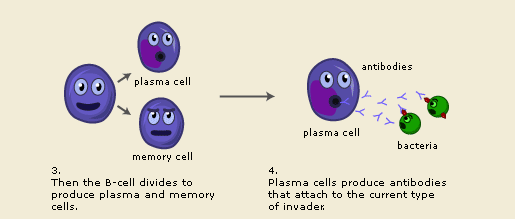 plasma cell
memory cell
3.
Then the B-cell divides to
produce plasma and memory
cells.
antibodies
plasma cell
bacteria
4.
Plasma cells produce antibodies
that attach to the current type
of invader.